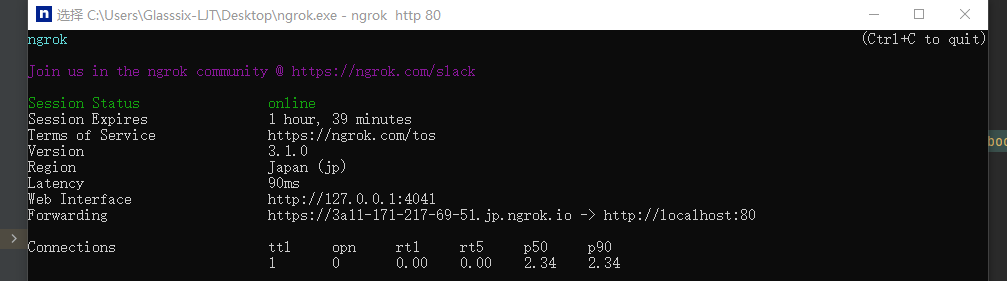 选择 C:\Users\Glasssix-LJT\Desktop\ngrok.exe - ngrok http 80
ngrok (Ctrl+C to quit)
Join us in the ngrok community @ https://ngrok.com/slack
Session Status online
Session Expires 1 hour, 39 minutes
Terms of Service https://ngrok.com/tos
Version 3.1.0
Region Japan (jp)
Latency 90ms
Web Interface http://127.0.0.1:4041
Forwarding https://3a11-171-217-69-51.jp.ngrok.io -> http://localhost:80
Connections ttl opn rt1 rt5 p50 p90
1 0 0.00 0.00 2.34 2.34